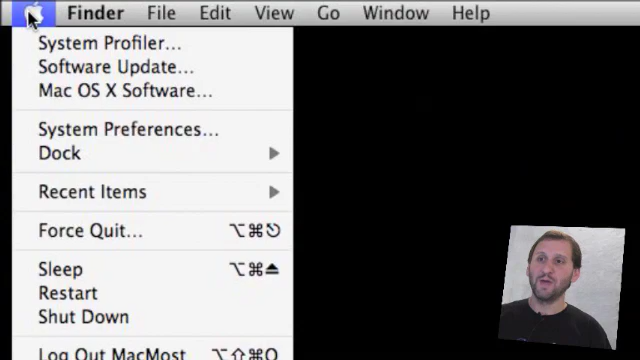 Finder File Edit View Go Window Help
System Profiler...
Software Update...
Mac OS X Software...
System Preferences...
Dock
Recent Items
Force Quit... ⌥⌘⎋
Sleep ⌥⌘⏏
Restart
Shut Down
Log Out MacMost ⌥⇧⌘Q